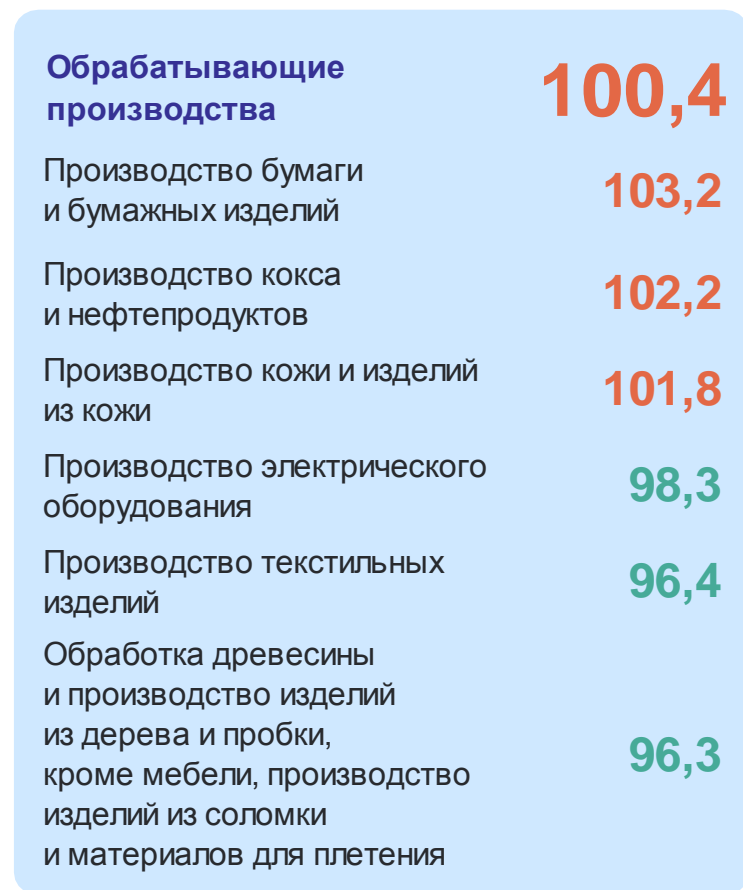 Обрабатывающие
производства
100,4
Производство бумаги
и бумажных изделий
103,2
Производство кокса
и нефтепродуктов
102,2
Производство кожи и изделий
из кожи
101,8
Производство электрического
оборудования
98,3
Производство текстильных
изделий
96,4
Обработка древесины
и производство изделий
из дерева и пробки,
кроме мебели, производство
изделий из соломки
и материалов для плетения
96,3